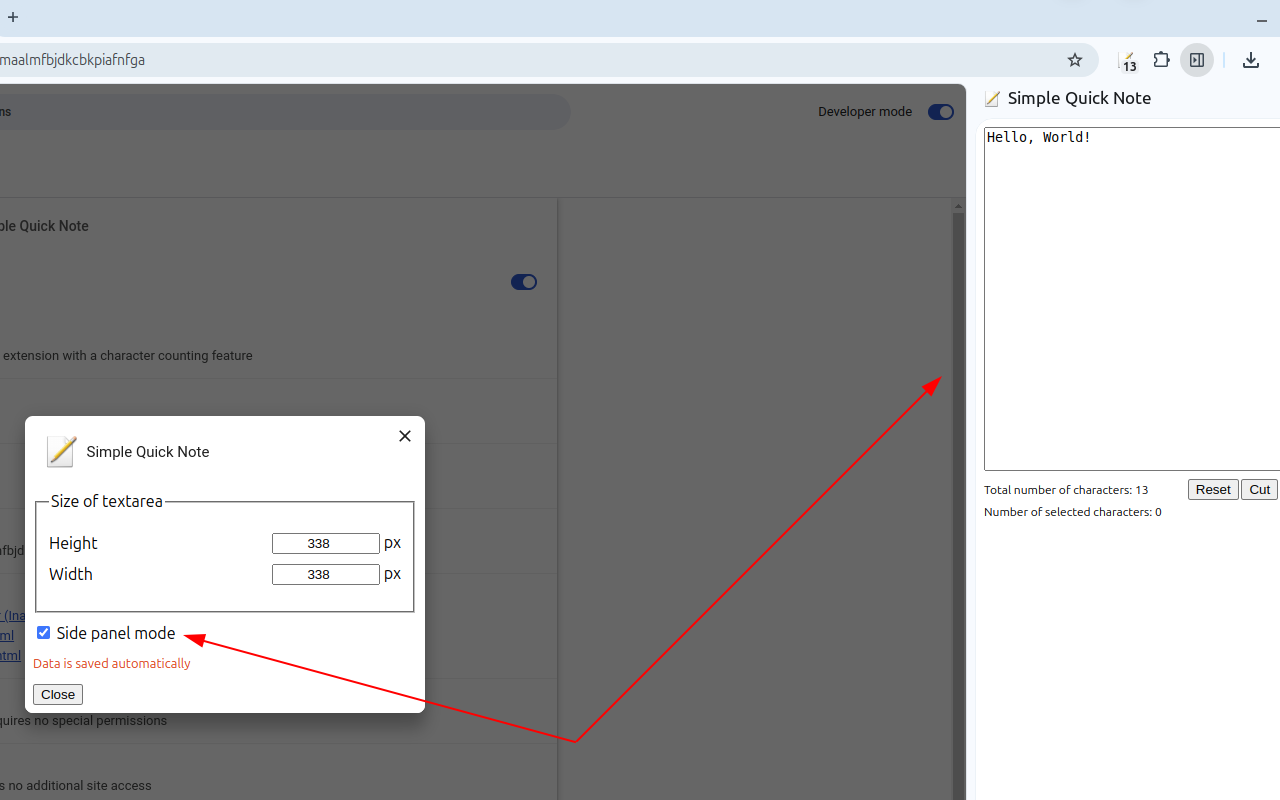 maalmfbjdkcbkpiafnfga
13
Simple Quick Note
ns
Developer mode
Hello, World!
ple Quick Note
extension with a character counting feature
Simple Quick Note
Size of textarea
Height 338 px
Width 338 px
Side panel mode
Data is saved automatically
Close
Total number of characters: 13 Reset Cut
Number of selected characters: 0
nfbjd
r (Ina
ml
html
quires no special permissions
s no additional site access